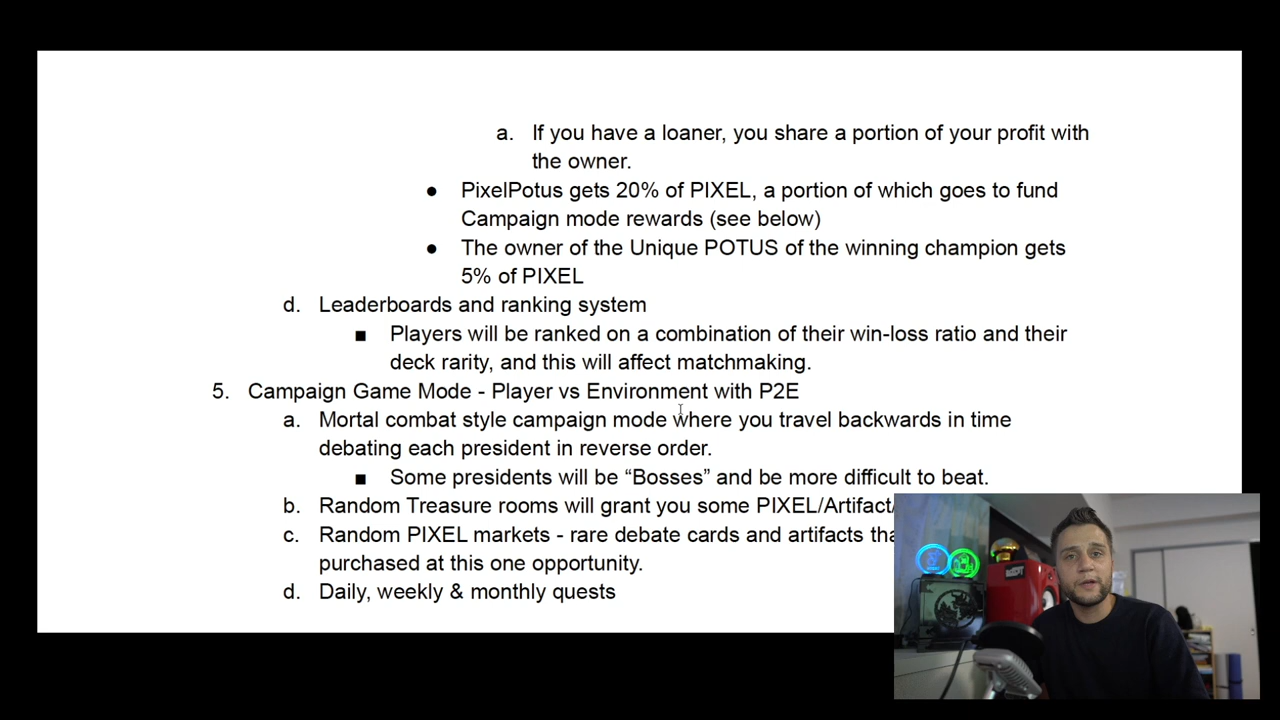 a. If you have a loaner, you share a portion of your profit with
the owner.
● PixelPotus gets 20% of PIXEL, a portion of which goes to fund
Campaign mode rewards (see below)
● The owner of the Unique POTUS of the winning champion gets
5% of PIXEL
d. Leaderboards and ranking system
■ Players will be ranked on a combination of their win-loss ratio and their
deck rarity, and this will affect matchmaking.
5. Campaign Game Mode - Player vs Environment with P2E
a. Mortal combat style campaign mode where you travel backwards in time
debating each president in reverse order.
■ Some presidents will be “Bosses” and be more difficult to beat.
b. Random Treasure rooms will grant you some PIXEL/Artifact/
c. Random PIXEL markets - rare debate cards and artifacts tha
purchased at this one opportunity.
d. Daily, weekly & monthly quests